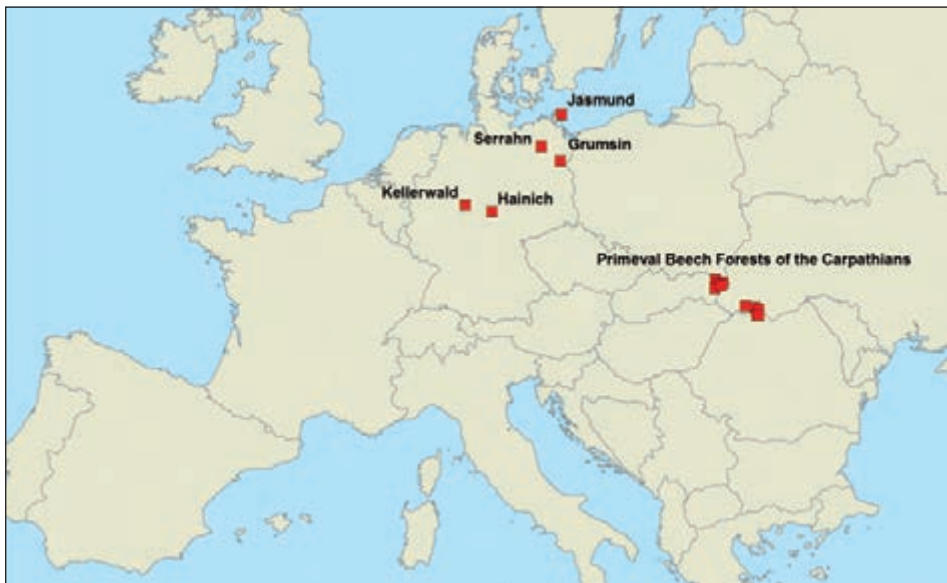 Jasmund
Serrahn
Grumsin
Kellerwald
Hainich
Primeval Beech Forests of the Carpathians